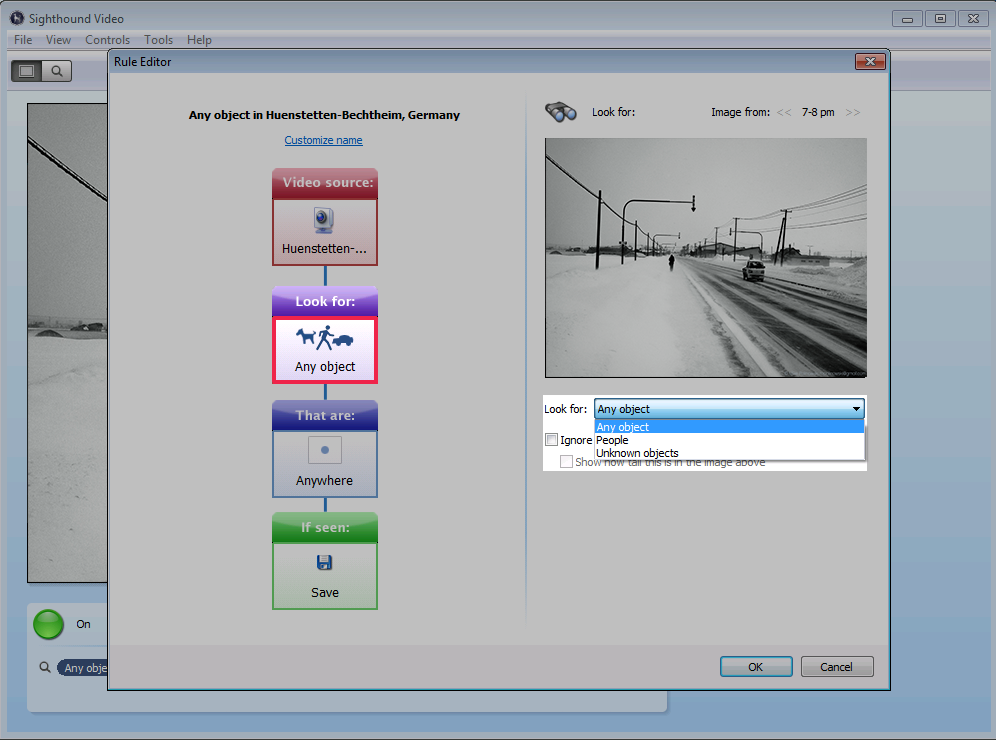 Sighthound Video
File View Controls Tools Help
Rule Editor
Any object in Huenstetten-Bechtheim, Germany
Customize name
Video source:
Huenstetten-...
Look for:
Any object
That are:
Anywhere
If seen:
Save
Look for:
Image from: << 7-8 pm >>
Look for: Any object
Any object
Ignore People
Unknown objects
Show how tall this is in the image above
On
Any obje
OK Cancel